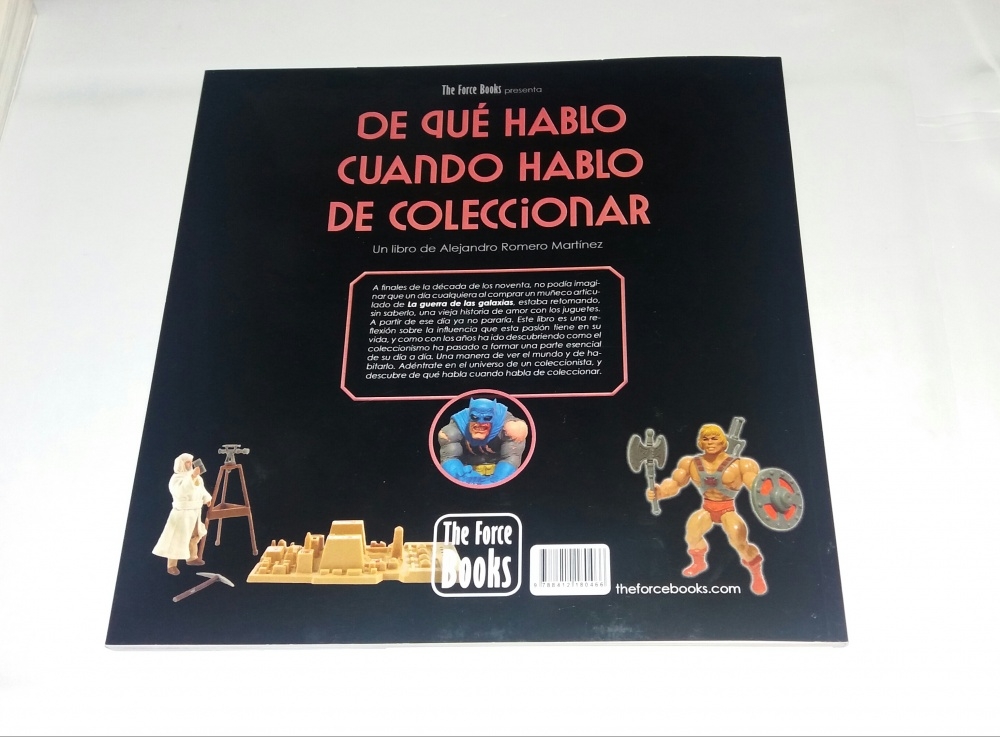 The Force Books presenta
DE QUÉ HABLO
CUANDO HABLO
DE COLECCIONAR
Un libro de Alejandro Romero Martínez
A finales de la década de los noventa, no podía imagi-
nar que un día cualquiera al comprar un muñeco articu-
lado de La guerra de las galaxias, estaba retomando,
sin saberlo, una vieja historia de amor con los juguetes.
A partir de ese día ya no pararía. Este libro es una re-
flexión sobre la influencia que esta pasión tiene en su
vida, y como con los años ha ido descubriendo como el
coleccionismo ha pasado a formar una parte esencial
de su día a día. Una manera de ver el mundo y de ha-
bitarlo. Adéntrate en el universo de un coleccionista, y
descubre de qué habla cuando habla de coleccionar.
The Force
Books
9 788412 180466
theforcebooks.com